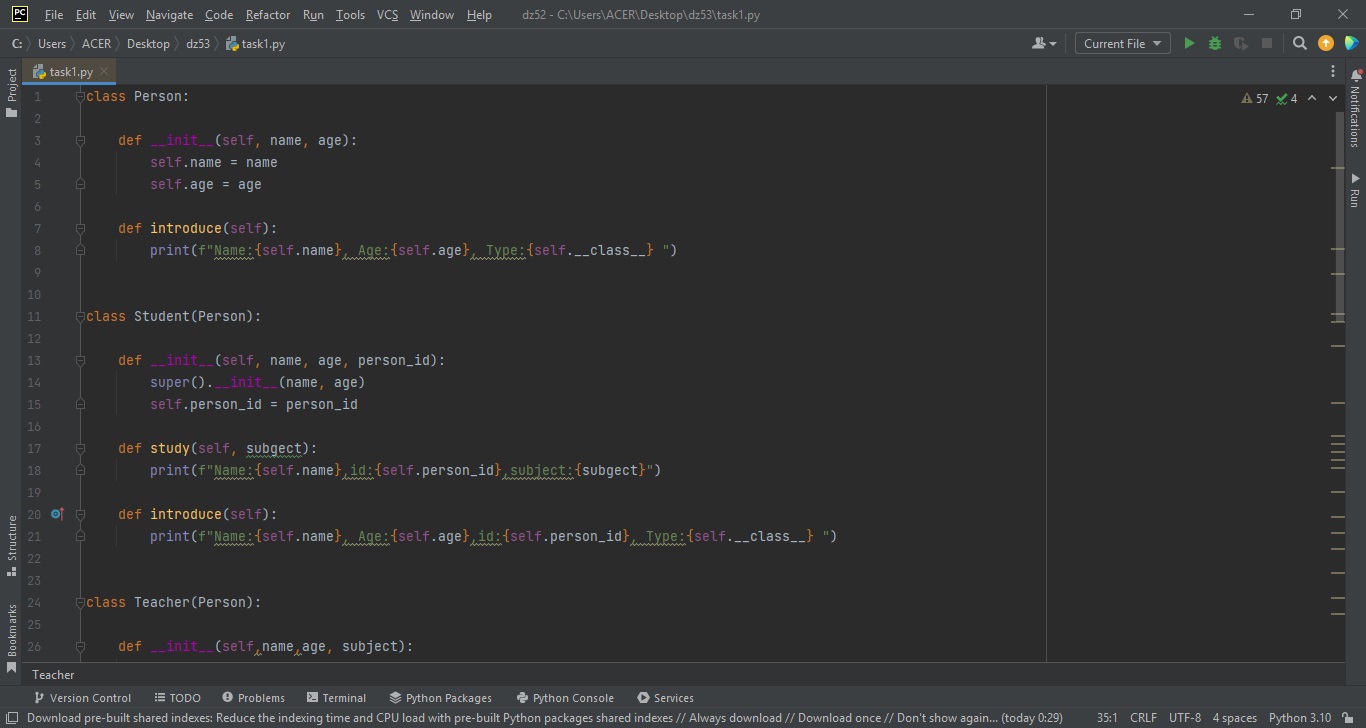 PC File Edit View Navigate Code Refactor Run Tools VCS Window Help dz52 - C:\Users\ACER\Desktop\dz53\task1.py
C: Users ACER Desktop dz53 task1.py Current File
task1.py
57 4
1 class Person:
2
3 def __init__(self, name, age):
4 self.name = name
5 self.age = age
6
7 def introduce(self):
8 print(f"Name:{self.name}, Age:{self.age}, Type:{self.__class__} ")
9
10
11 class Student(Person):
12
13 def __init__(self, name, age, person_id):
14 super().__init__(name, age)
15 self.person_id = person_id
16
17 def study(self, subgect):
18 print(f"Name:{self.name},id:{self.person_id},subject:{subgect}")
19
20 def introduce(self):
21 print(f"Name:{self.name}, Age:{self.age},id:{self.person_id}, Type:{self.__class__} ")
22
23
24 class Teacher(Person):
25
26 def __init__(self,name,age, subject):
Project
Structure
Bookmarks
Notifications
Run
Teacher
Version Control TODO Problems Terminal Python Packages Python Console Services
Download pre-built shared indexes: Reduce the indexing time and CPU load with pre-built Python packages shared indexes // Always download // Download once // Don't show again... (today 0:29) 35:1 CRLF UTF-8 4 spaces Python 3.10